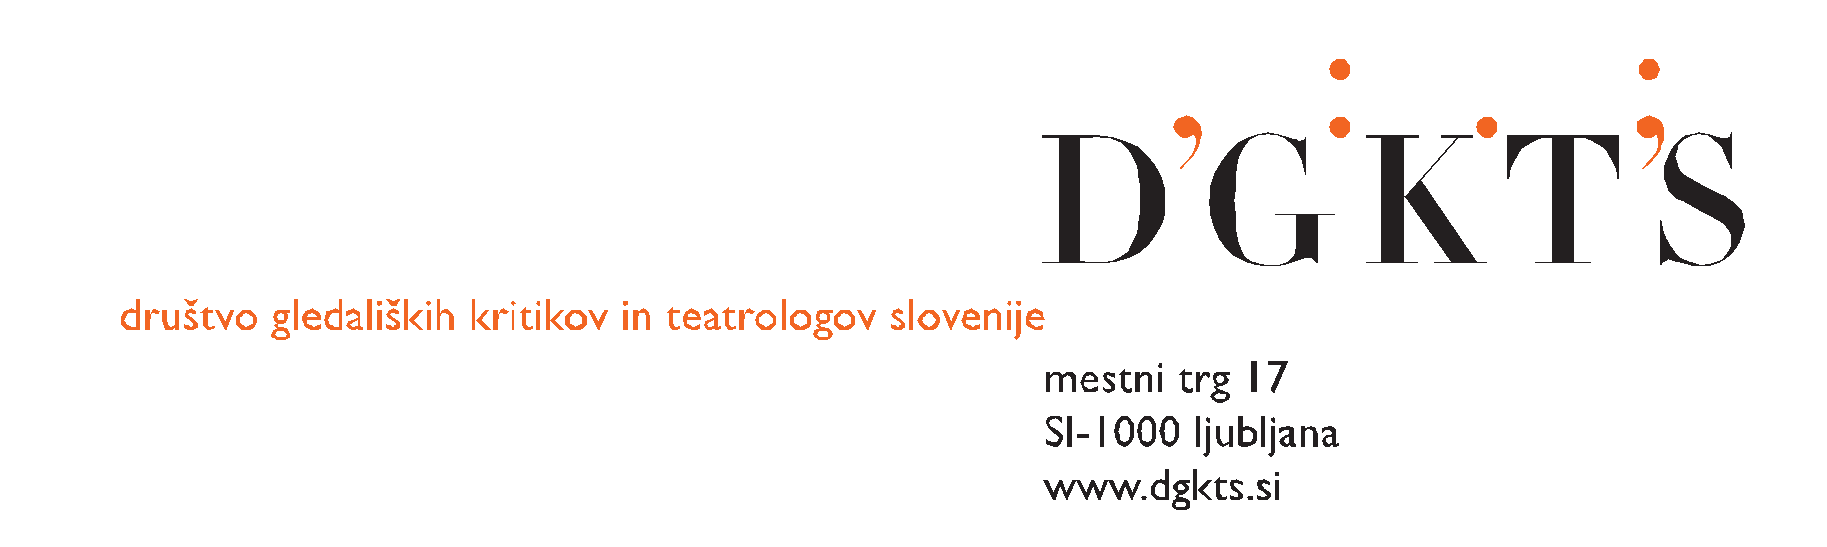 D'G:K·T's
društvo gledaliških kritikov in teatrologov slovenije
mestni trg 17
SI-1000 ljubljana
www.dgkts.si